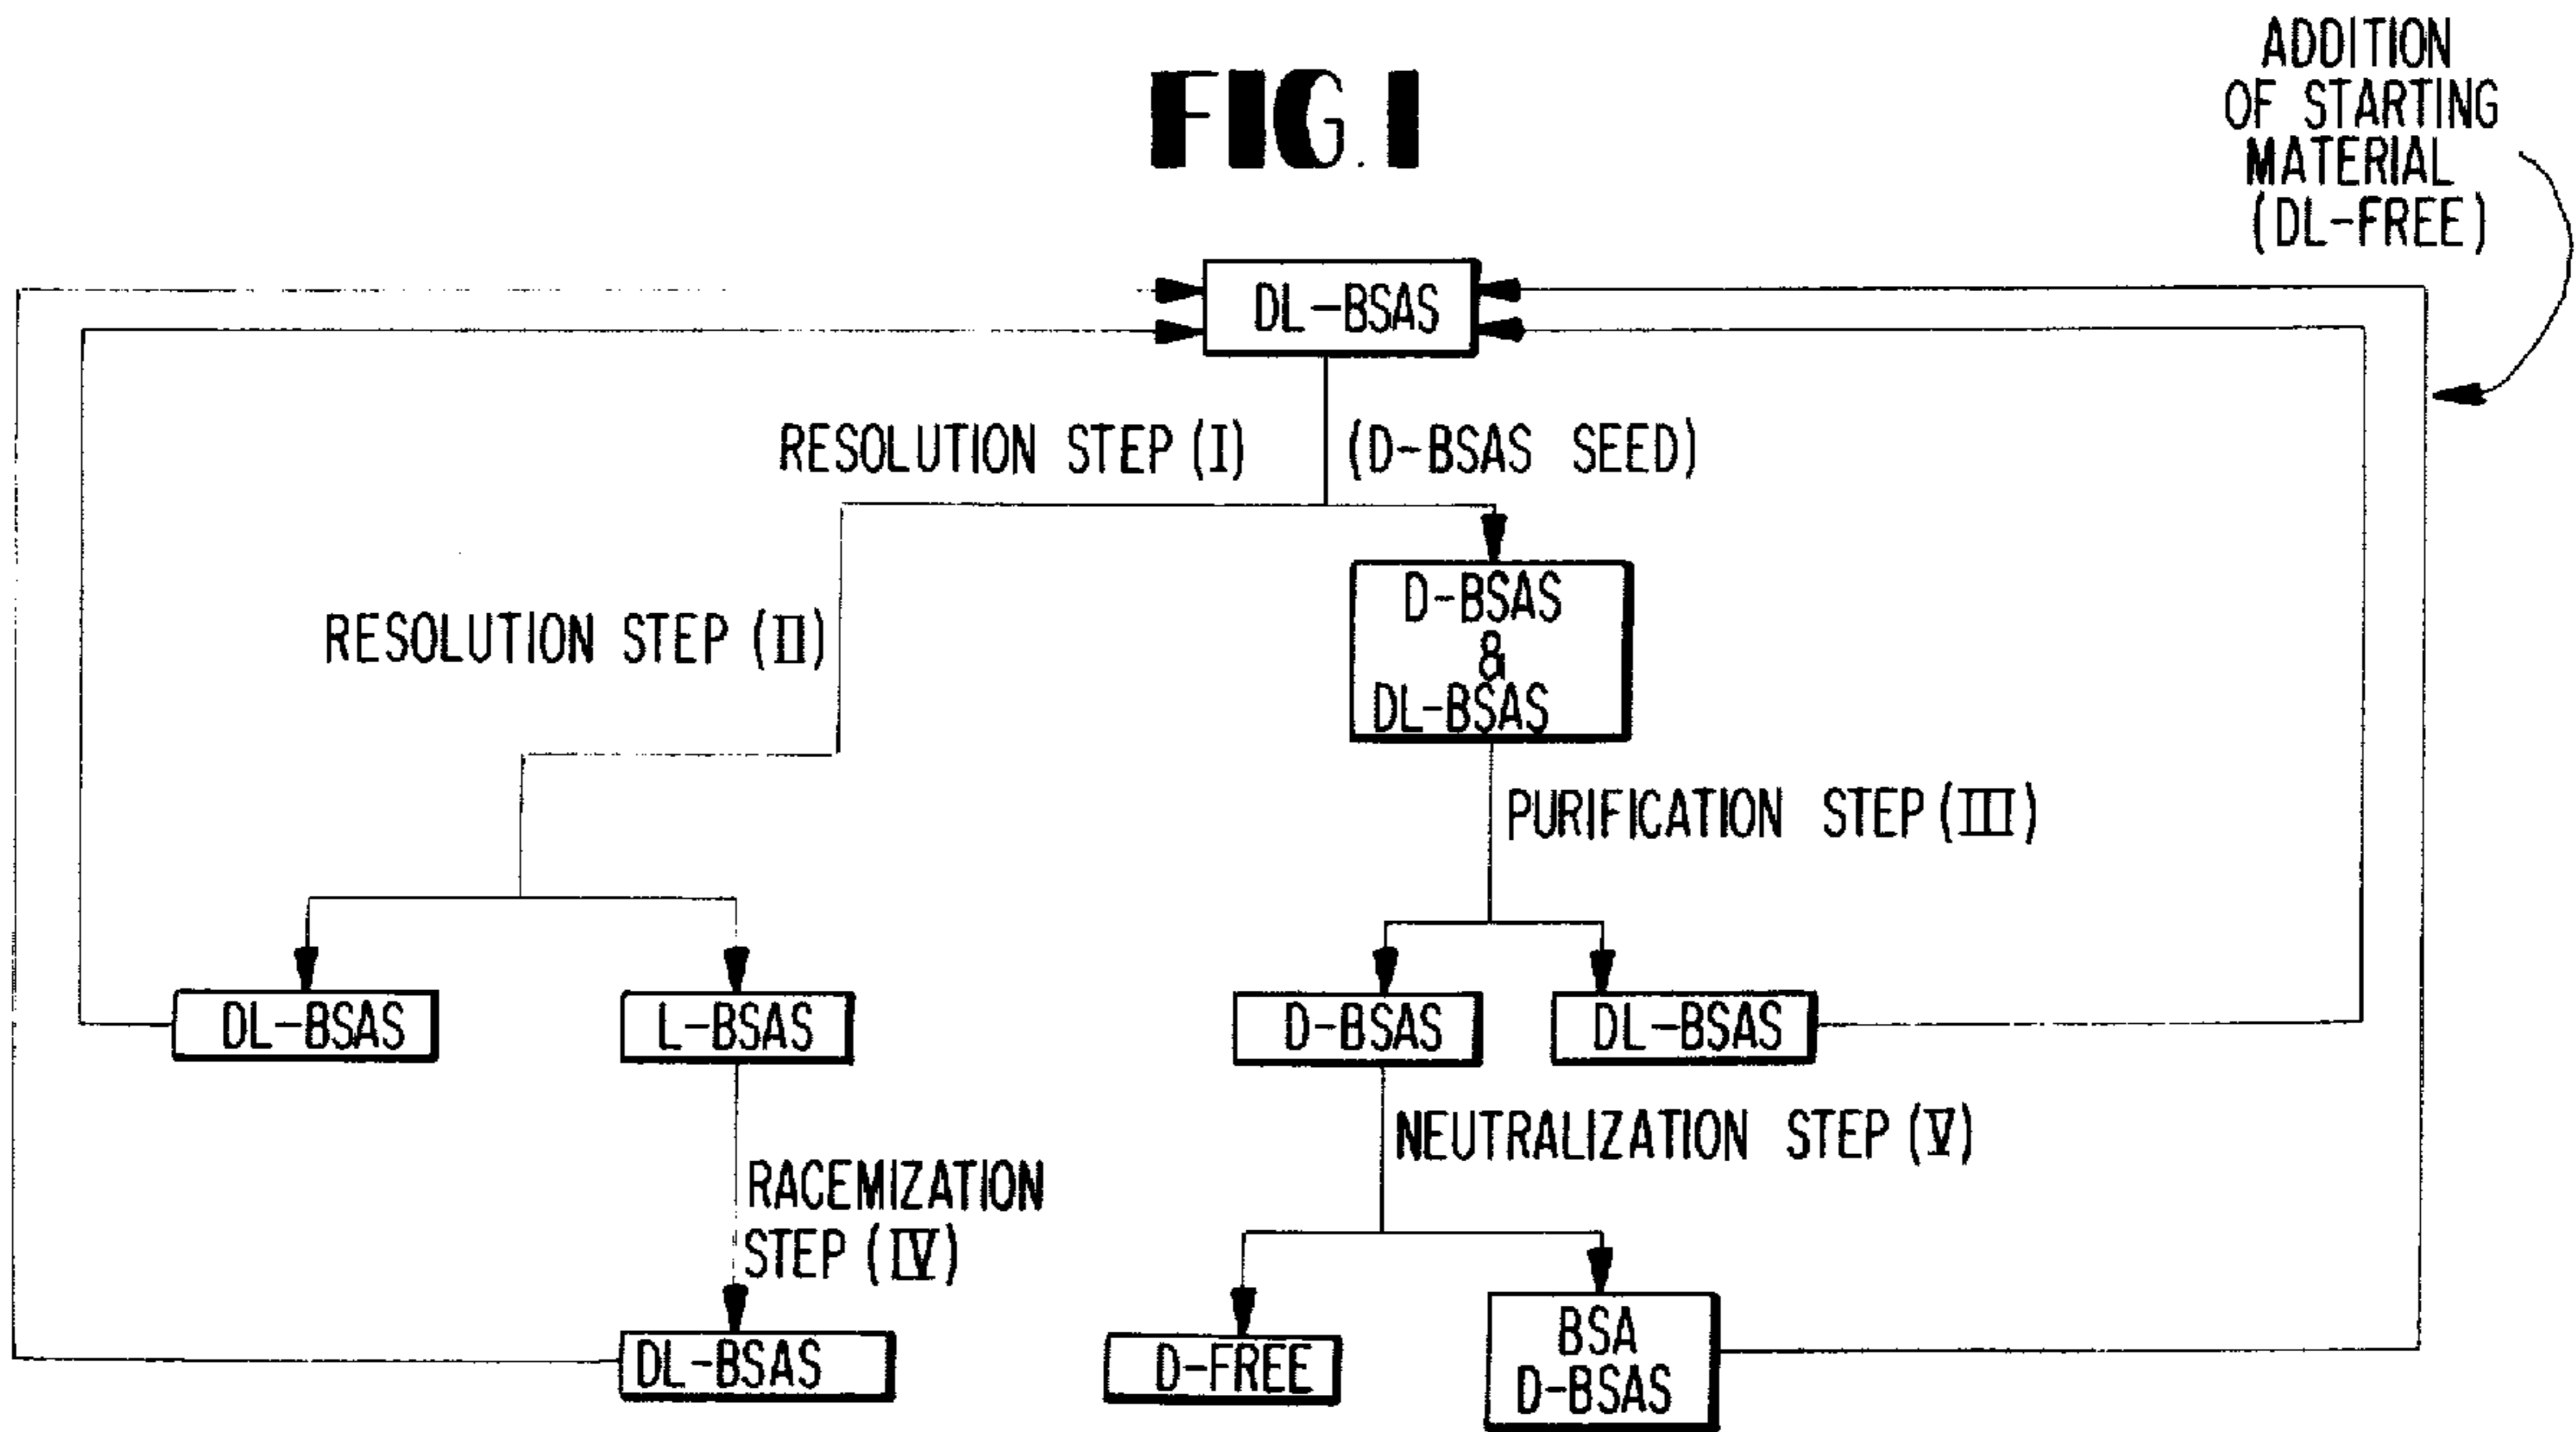 FIG. 1
ADDITION
OF STARTING
MATERIAL
(DL-FREE)
DL-BSAS
RESOLUTION STEP (I)
(D-BSAS SEED)
RESOLUTION STEP (II)
D-BSAS
&
DL-BSAS
PURIFICATION STEP (III)
DL-BSAS
L-BSAS
D-BSAS
DL-BSAS
NEUTRALIZATION STEP (V)
RACEMIZATION
STEP (IV)
DL-BSAS
D-FREE
BSA
D-BSAS